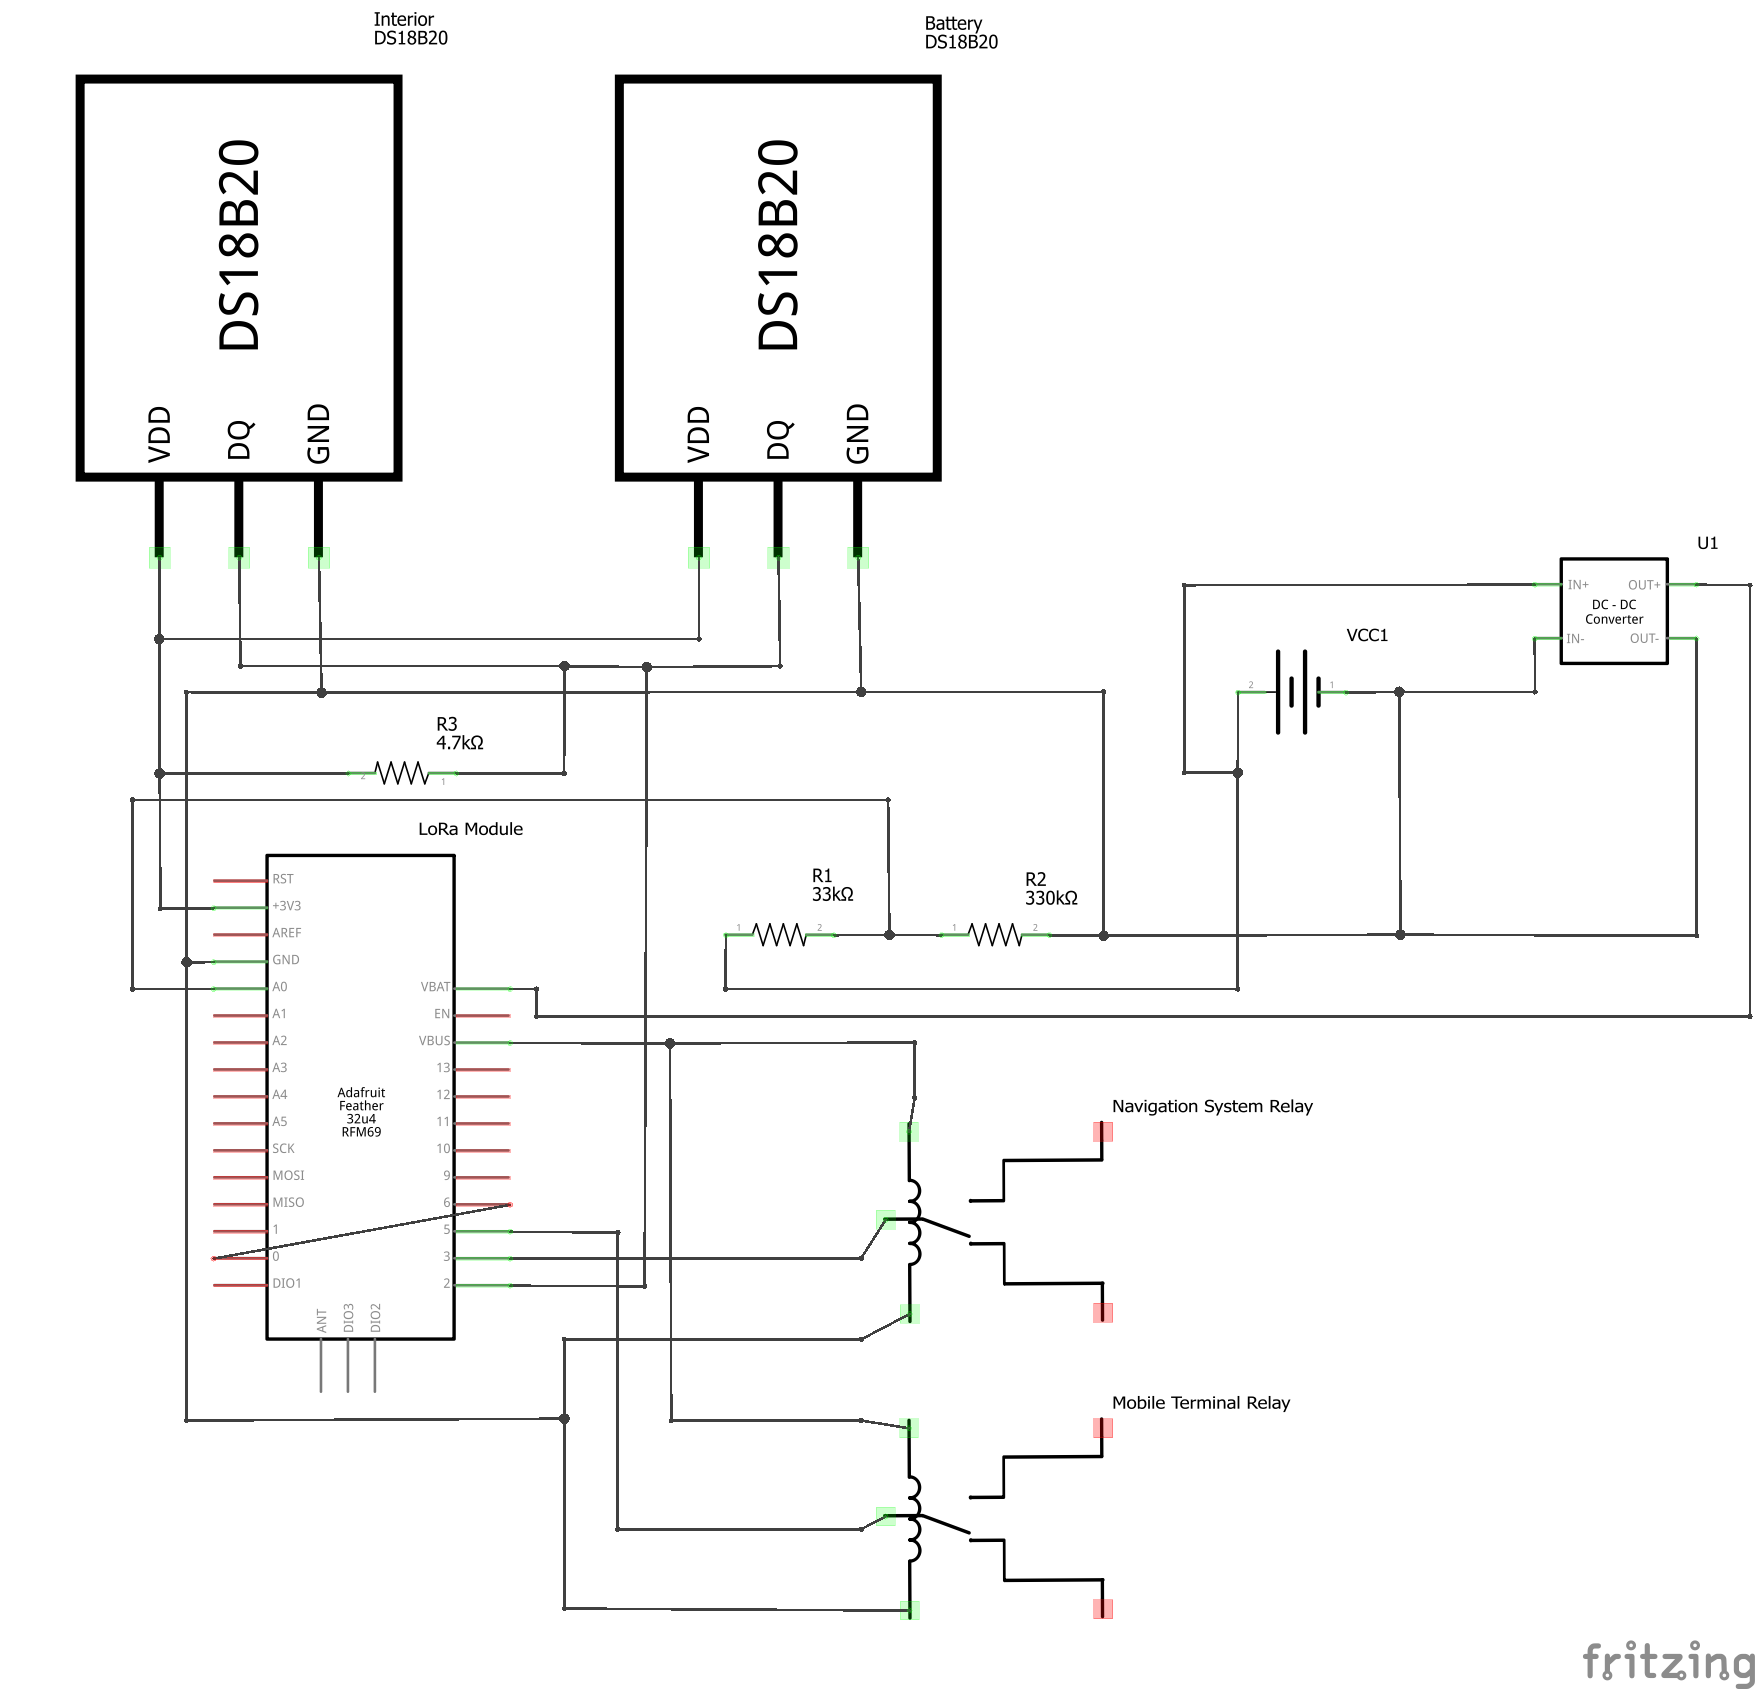 Interior
DS18B20
Battery
DS18B20
DS18B20
VDD
DQ
GND
DS18B20
VDD
DQ
GND
U1
IN+
OUT+
DC - DC
Converter
IN-
OUT-
VCC1
2
1
R3
4.7kΩ
2
1
LoRa Module
R1
33kΩ
1
2
R2
330kΩ
1
2
RST
+3V3
AREF
GND
A0
A1
A2
A3
A4
A5
SCK
MOSI
MISO
1
0
DIO1
VBAT
EN
VBUS
13
12
11
10
9
6
5
3
2
Adafruit
Feather
32u4
RFM69
ANT
DIO3
DIO2
Navigation System Relay
Mobile Terminal Relay
fritzing